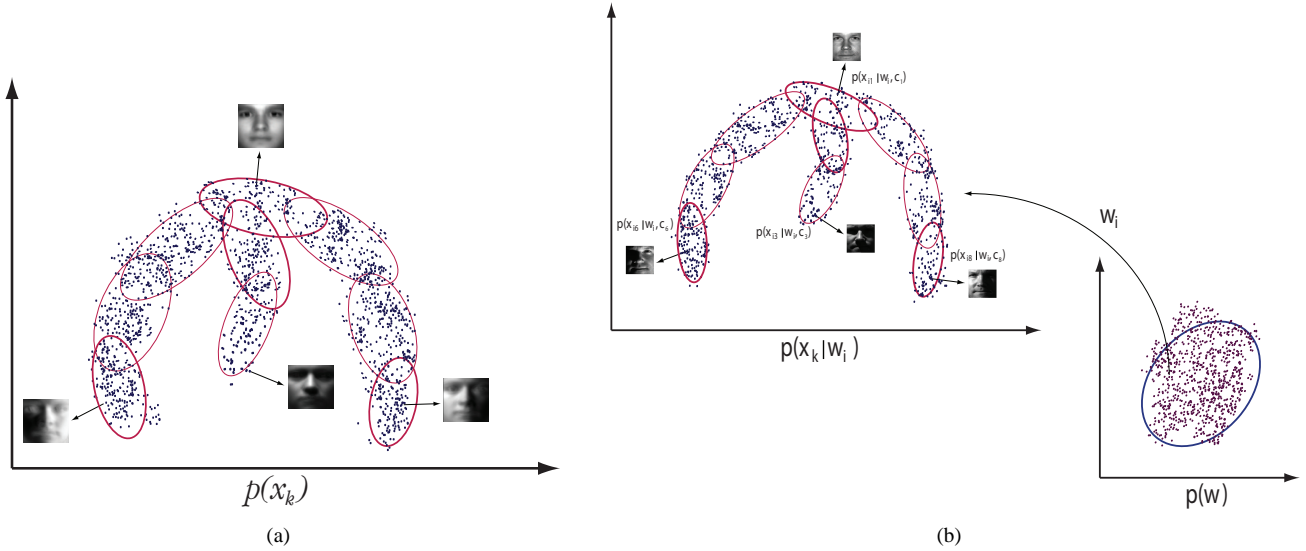 p(x_k)
(a)
p(x_i1 | w_i, c_1)
p(x_i6 | w_i, c_6)
p(x_i3 | w_i, c_3)
p(x_i8 | w_i, c_8)
p(x_k|w_i)
w_i
p(w)
(b)